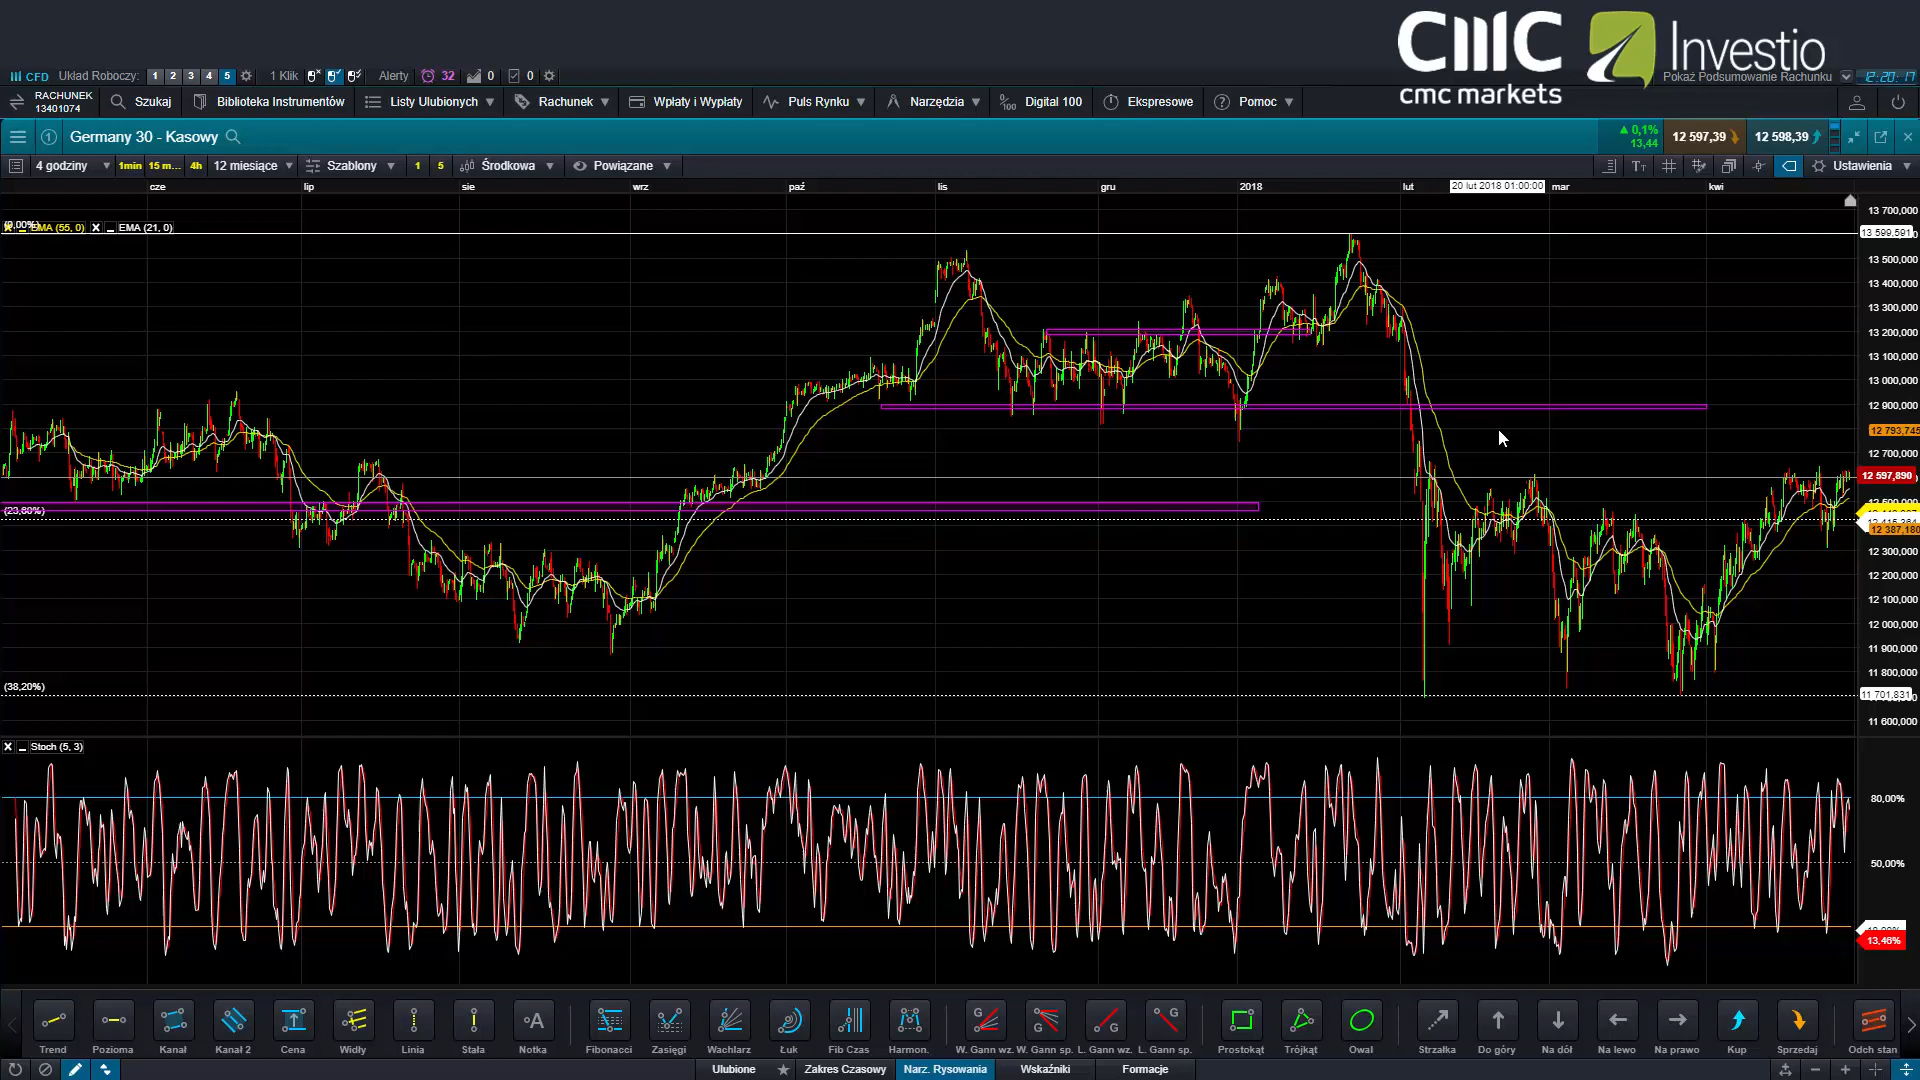 CMC
cmc markets
Investio
CFD Układ Roboczy: 1 2 3 4 5 1 Klik Alerty 32 0 0
Pokaż Podsumowanie Rachunku 12:20:17
RACHUNEK
13401074
Szukaj Biblioteka Instrumentów Listy Ulubionych Rachunek Wpłaty i Wypłaty Puls Rynku Narzędzia Digital 100 Ekspresowe Pomoc
1 Germany 30 - Kasowy
0,1%
13,44
12 597,39 12 598,39
4 godziny 1min 15 m... 4h 12 miesiące Szablony 1 5 Środkowa Powiązane Ustawienia
cze lip sie wrz paź lis gru 2018 lut 20 lut 2018 01:00:00 mar kwi
13 700,000
EMA (55, 0) X EMA (21, 0)
13 599,591
13 500,000
13 400,000
13 300,000
13 200,000
13 100,000
13 000,000
12 900,000
12 793,745
12 700,000
12 597,890
(23,80%)
12 387,180
12 300,000
12 200,000
12 100,000
12 000,000
11 900,000
11 800,000
(38,20%)
11 701,831
11 600,000
X Stoch (5, 3)
80,00%
50,00%
13,46%
Trend Pozioma Kanał Kanał 2 Cena Widły Linia Stała Notka Fibonacci Zasięgi Wachlarz Łuk Fib Czas Harmon. W. Gann wz. W. Gann sp. L. Gann wz. L. Gann sp. Prostokąt Trójkąt Owal Strzałka Do góry Na dół Na lewo Na prawo Kup Sprzedaj Odch stan
Ulubione Zakres Czasowy Narz. Rysowania Wskaźniki Formacje